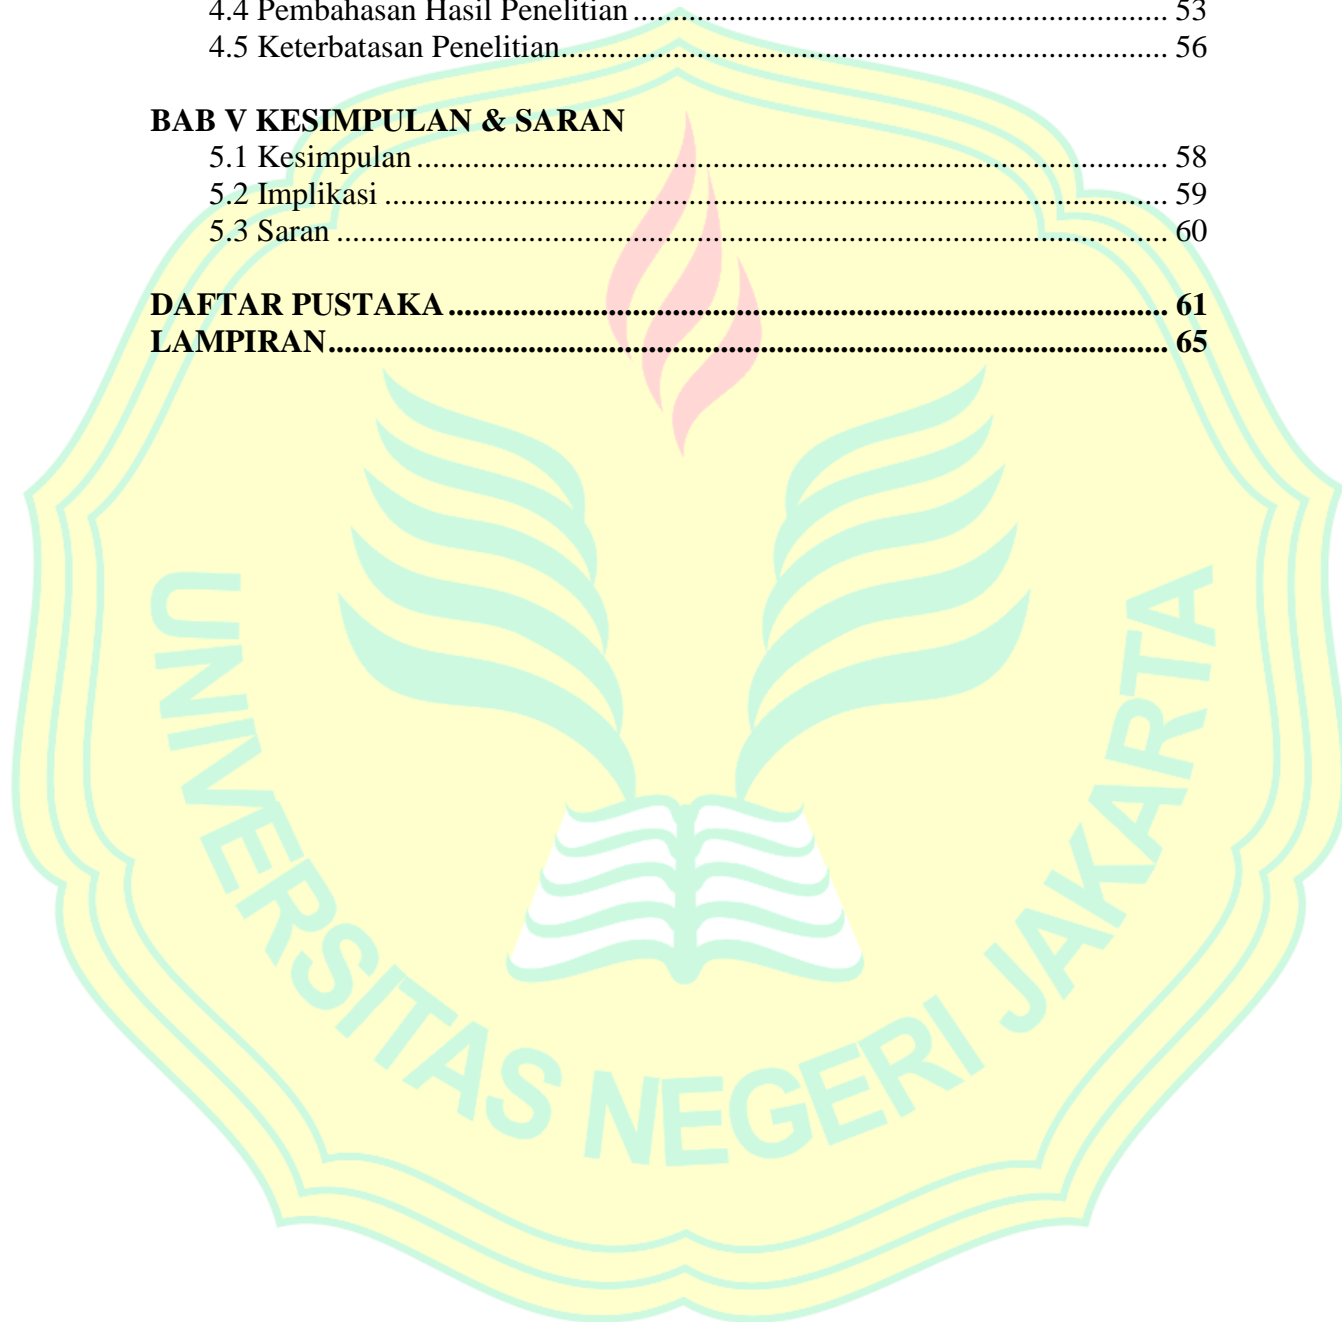 4.4 Pembahasan Hasil Penelitian ........................................................................ 53
4.5 Keterbatasan Penelitian ................................................................................ 56
BAB V KESIMPULAN & SARAN
5.1 Kesimpulan .................................................................................................. 58
5.2 Implikasi ...................................................................................................... 59
5.3 Saran ............................................................................................................ 60
DAFTAR PUSTAKA .......................................................................................... 61
LAMPIRAN ......................................................................................................... 65
UNIVERSITAS NEGERI JAKARTA